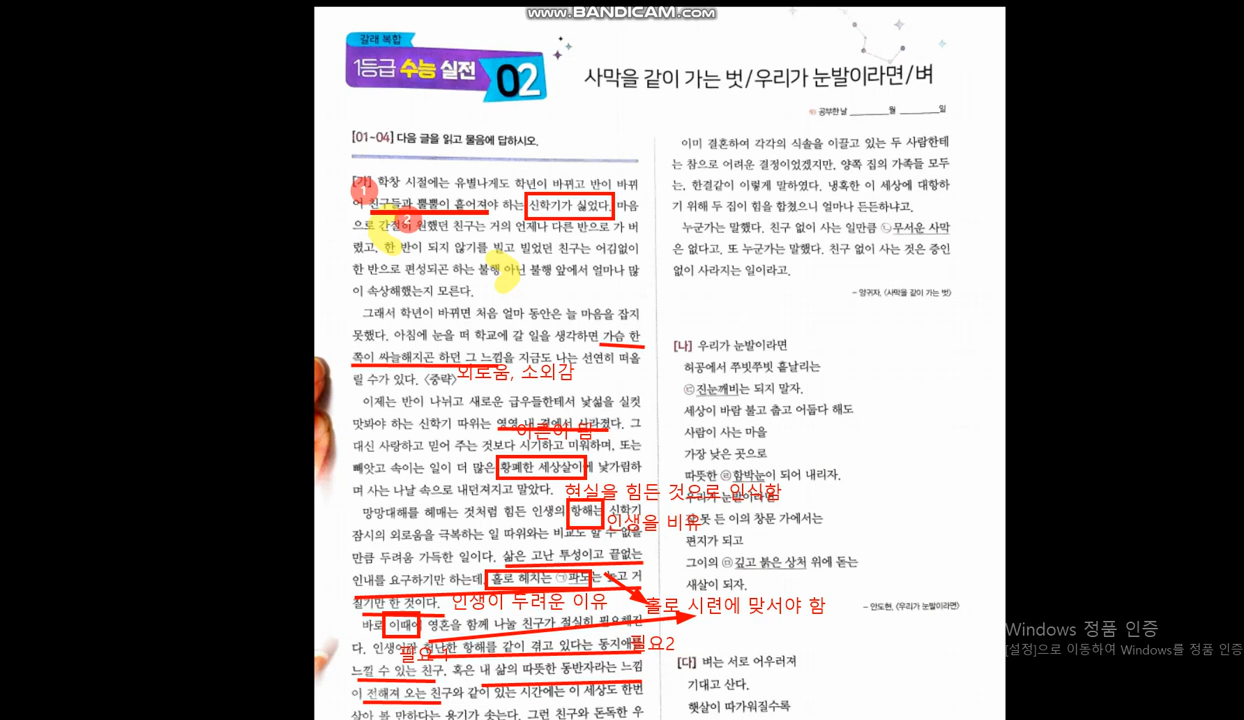 WWW.BANDICAM.COM
갈래 복합
1등급 수능 실전 02
사막을 같이 가는 벗/우리가 눈발이라면/벼
공부한 날 월 일
[01~04] 다음 글을 읽고 물음에 답하시오.
[가] 학창 시절에는 유별나게도 학년이 바뀌고 반이 바뀌
1
어 친구들과 뿔뿔이 흩어져야 하는 신학기가 싫었다. 마음
2
으로 간절히 원했던 친구는 거의 언제나 다른 반으로 가 버
렸고, 한 반이 되지 않기를 빌고 빌었던 친구는 어김없이
한 반으로 편성되곤 하는 불행 아닌 불행 앞에서 얼마나 많
이 속상해했는지 모른다.
그래서 학년이 바뀌면 처음 얼마 동안은 늘 마음을 잡지
못했다. 아침에 눈을 떠 학교에 갈 일을 생각하면 가슴 한
쪽이 싸늘해지곤 하던 그 느낌을 지금도 나는 선연히 떠올
릴 수가 있다. 〈중략〉
외로움, 소외감
이제는 반이 나뉘고 새로운 급우들한테서 낯섦을 실컷
맛봐야 하는 신학기 따위는 영영 내 곁에서 사라졌다. 그
어른이 됨
대신 사랑하고 믿어 주는 것보다 시기하고 미워하며, 또는
빼앗고 속이는 일이 더 많은 황폐한 세상살이에 낯가림하
며 사는 나날 속으로 내던져지고 말았다.
현실을 힘든 것으로 인식함
망망대해를 헤매는 것처럼 힘든 인생의 항해는 신학기
인생을 비유
잠시의 외로움을 극복하는 일 따위와는 비교도 할 수 없을
만큼 두려움 가득한 일이다. 삶은 고난 투성이고 끝없는
인내를 요구하기만 하는데, 홀로 헤치는 ㉠파도는 높고 거
칠기만 한 것이다.
인생이 두려운 이유
홀로 시련에 맞서야 함
바로 이때에 영혼을 함께 나눌 친구가 절실히 필요해진
필요1
필요2
다. 인생이란 험난한 항해를 같이 겪고 있다는 동지애를
느낄 수 있는 친구. 혹은 내 삶의 따뜻한 동반자라는 느낌
이 전해져 오는 친구와 같이 있는 시간에는 이 세상도 한번
살아 볼 만하다는 용기가 솟는다. 그런 친구와 돈독한 우
이미 결혼하여 각각의 식솔을 이끌고 있는 두 사람한테
는 참으로 어려운 결정이었겠지만, 양쪽 집의 가족들 모두
는, 한결같이 이렇게 말하였다. 냉혹한 이 세상에 대항하
기 위해 두 집이 힘을 합쳤으니 얼마나 든든하냐고.
누군가는 말했다. 친구 없이 사는 일만큼 ㉡무서운 사막
은 없다고. 또 누군가는 말했다. 친구 없이 사는 것은 증인
없이 사라지는 일이라고.
- 양귀자, 〈사막을 같이 가는 벗〉
[나] 우리가 눈발이라면
허공에서 쭈빗쭈빗 흩날리는
㉢진눈깨비는 되지 말자.
세상이 바람 불고 춥고 어둡다 해도
사람이 사는 마을
가장 낮은 곳으로
따뜻한 ㉣함박눈이 되어 내리자.
우리가 눈발이라면
잠 못 든 이의 창문 가에서는
편지가 되고
그이의 ㉤깊고 붉은 상처 위에 돋는
새살이 되자.
- 안도현, 〈우리가 눈발이라면〉
[다] 벼는 서로 어우러져
기대고 산다.
햇살이 따가워질수록
Windows 정품 인증
[설정]으로 이동하여 Windows를 정품 인증